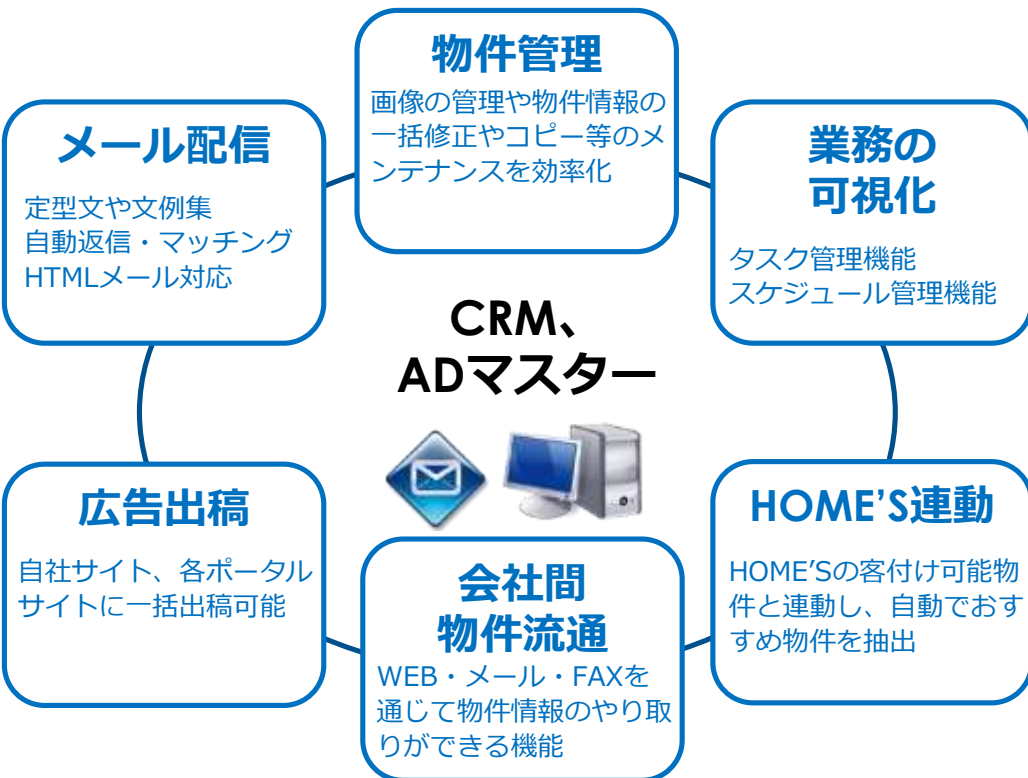 物件管理
画像の管理や物件情報の
一括修正やコピー等のメ
ンテナンスを効率化
メール配信
定型文や文例集
自動返信・マッチング
HTMLメール対応
業務の
可視化
タスク管理機能
スケジュール管理機能
CRM、
ADマスター
広告出稿
自社サイト、各ポータル
サイトに一括出稿可能
会社間
物件流通
WEB・メール・FAXを
通じて物件情報のやり取
りができる機能
HOME’S連動
HOME’Sの客付け可能物
件と連動し、自動でおす
すめ物件を抽出